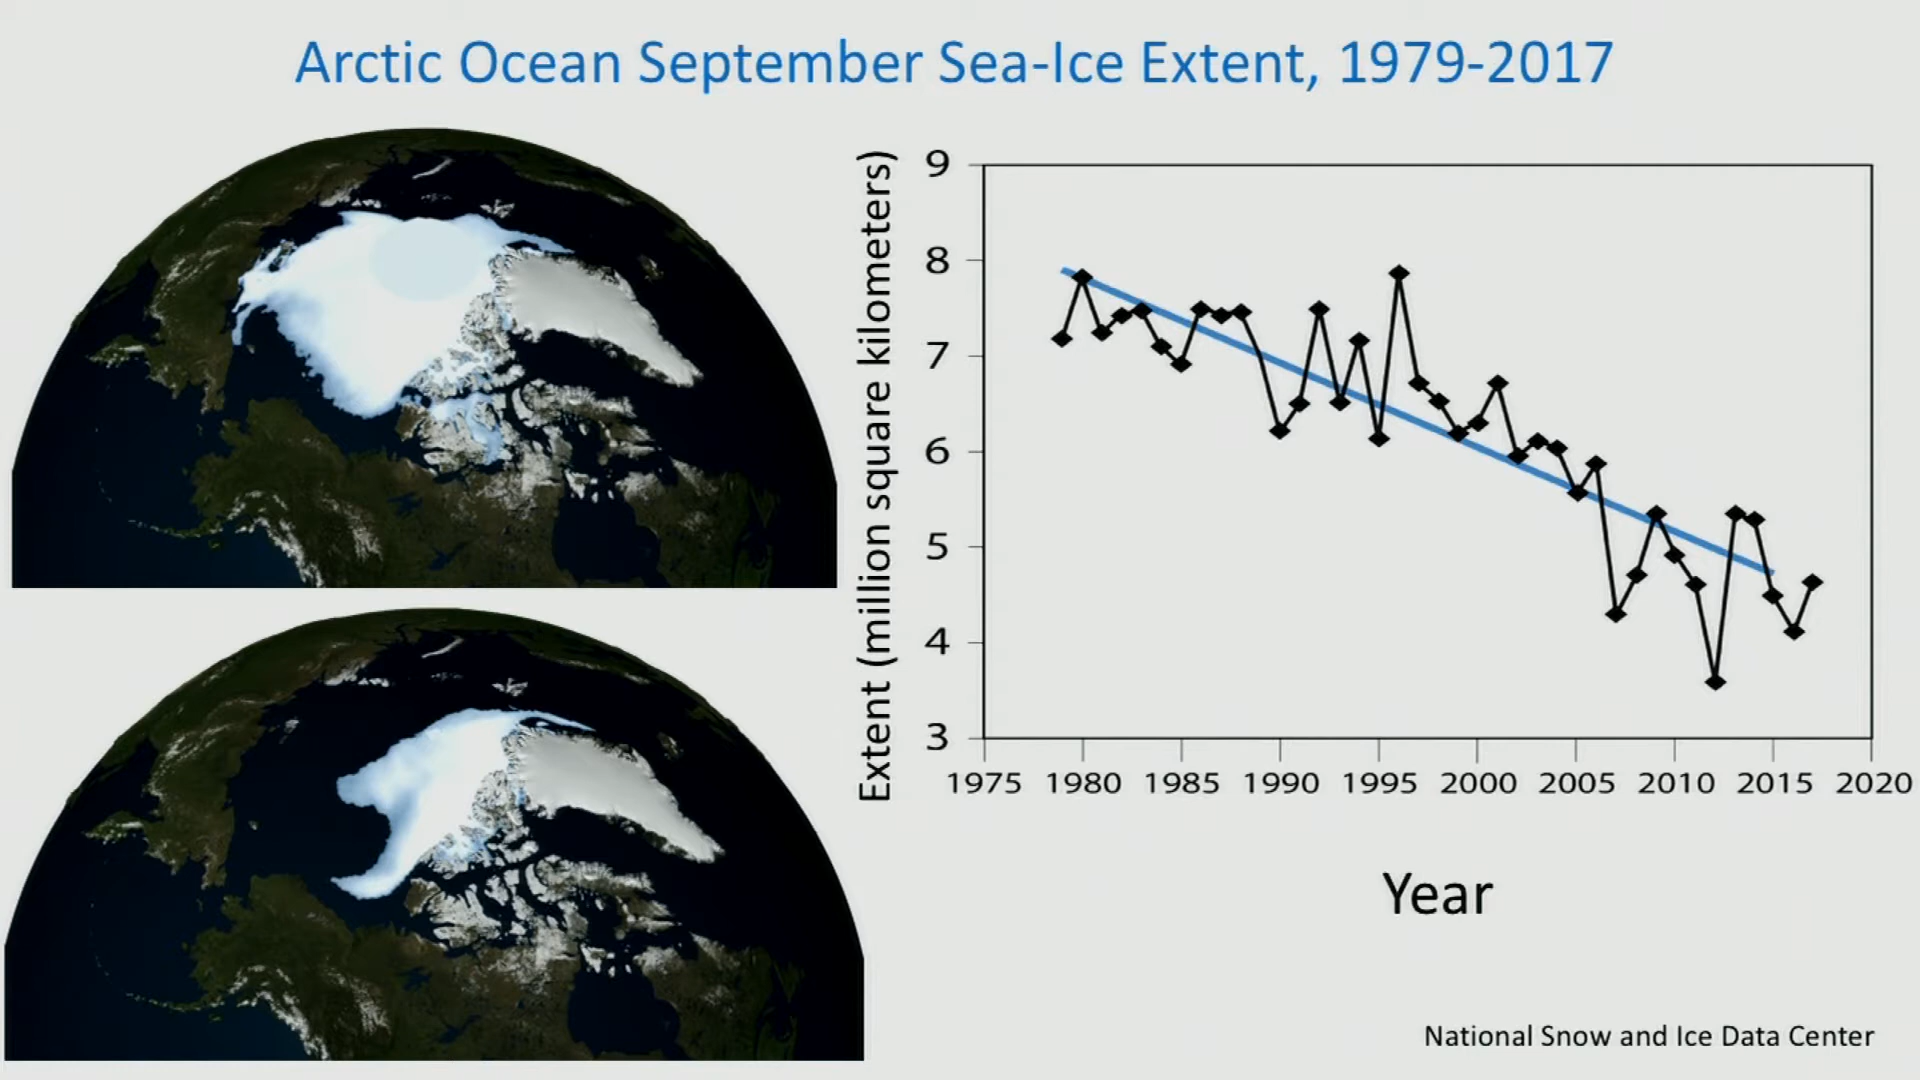 Arctic Ocean September Sea-Ice Extent, 1979-2017
Extent (million square kilometers)
9
8
7
6
5
4
3
1975 1980 1985 1990 1995 2000 2005 2010 2015 2020
Year
National Snow and Ice Data Center